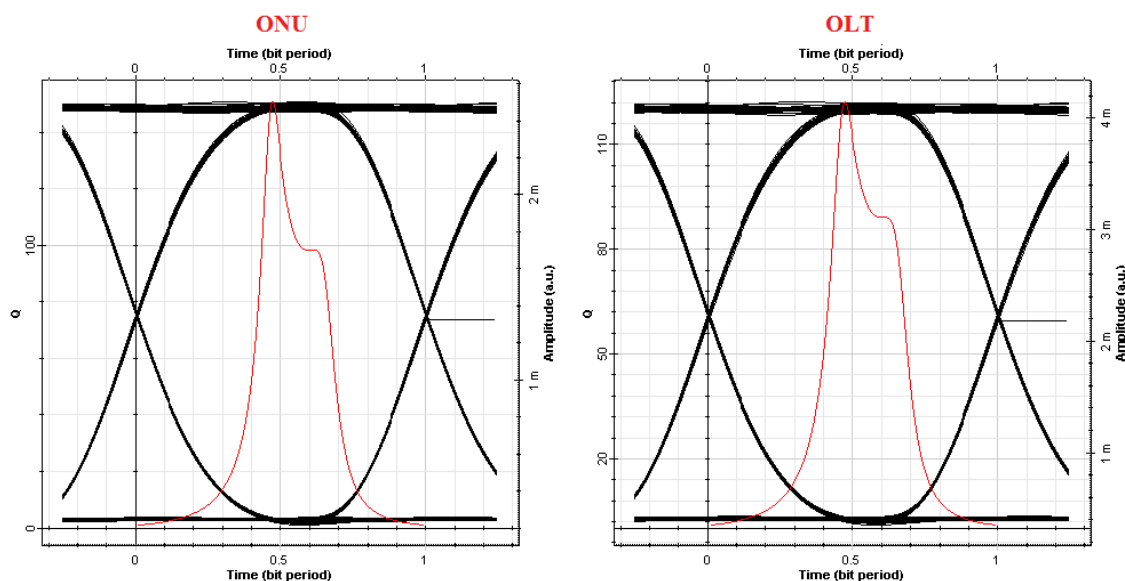 ONU
Time (bit period)
0 0.5 1
Q
100
0
2 m
1 m
Amplitude (a.u.)
0 0.5 1
Time (bit period)
OLT
Time (bit period)
0 0.5 1
Q
110
80
50
20
4 m
3 m
2 m
1 m
Amplitude (a.u.)
0 0.5 1
Time (bit period)